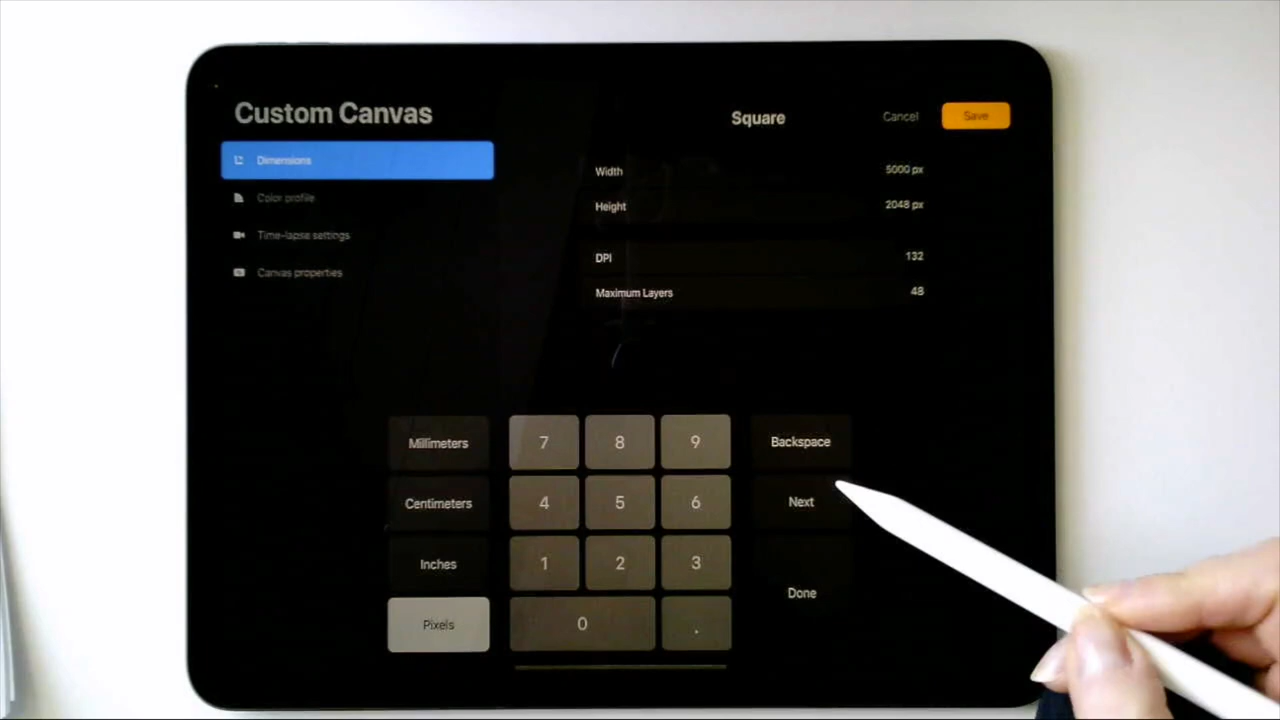 Custom Canvas
Square
Cancel
Save
Dimensions
Color profile
Time-lapse settings
Canvas properties
Width 5000 px
Height 2048 px
DPI 132
Maximum Layers 48
Millimeters 7 8 9 Backspace
Centimeters 4 5 6 Next
Inches 1 2 3 Done
Pixels 0 .